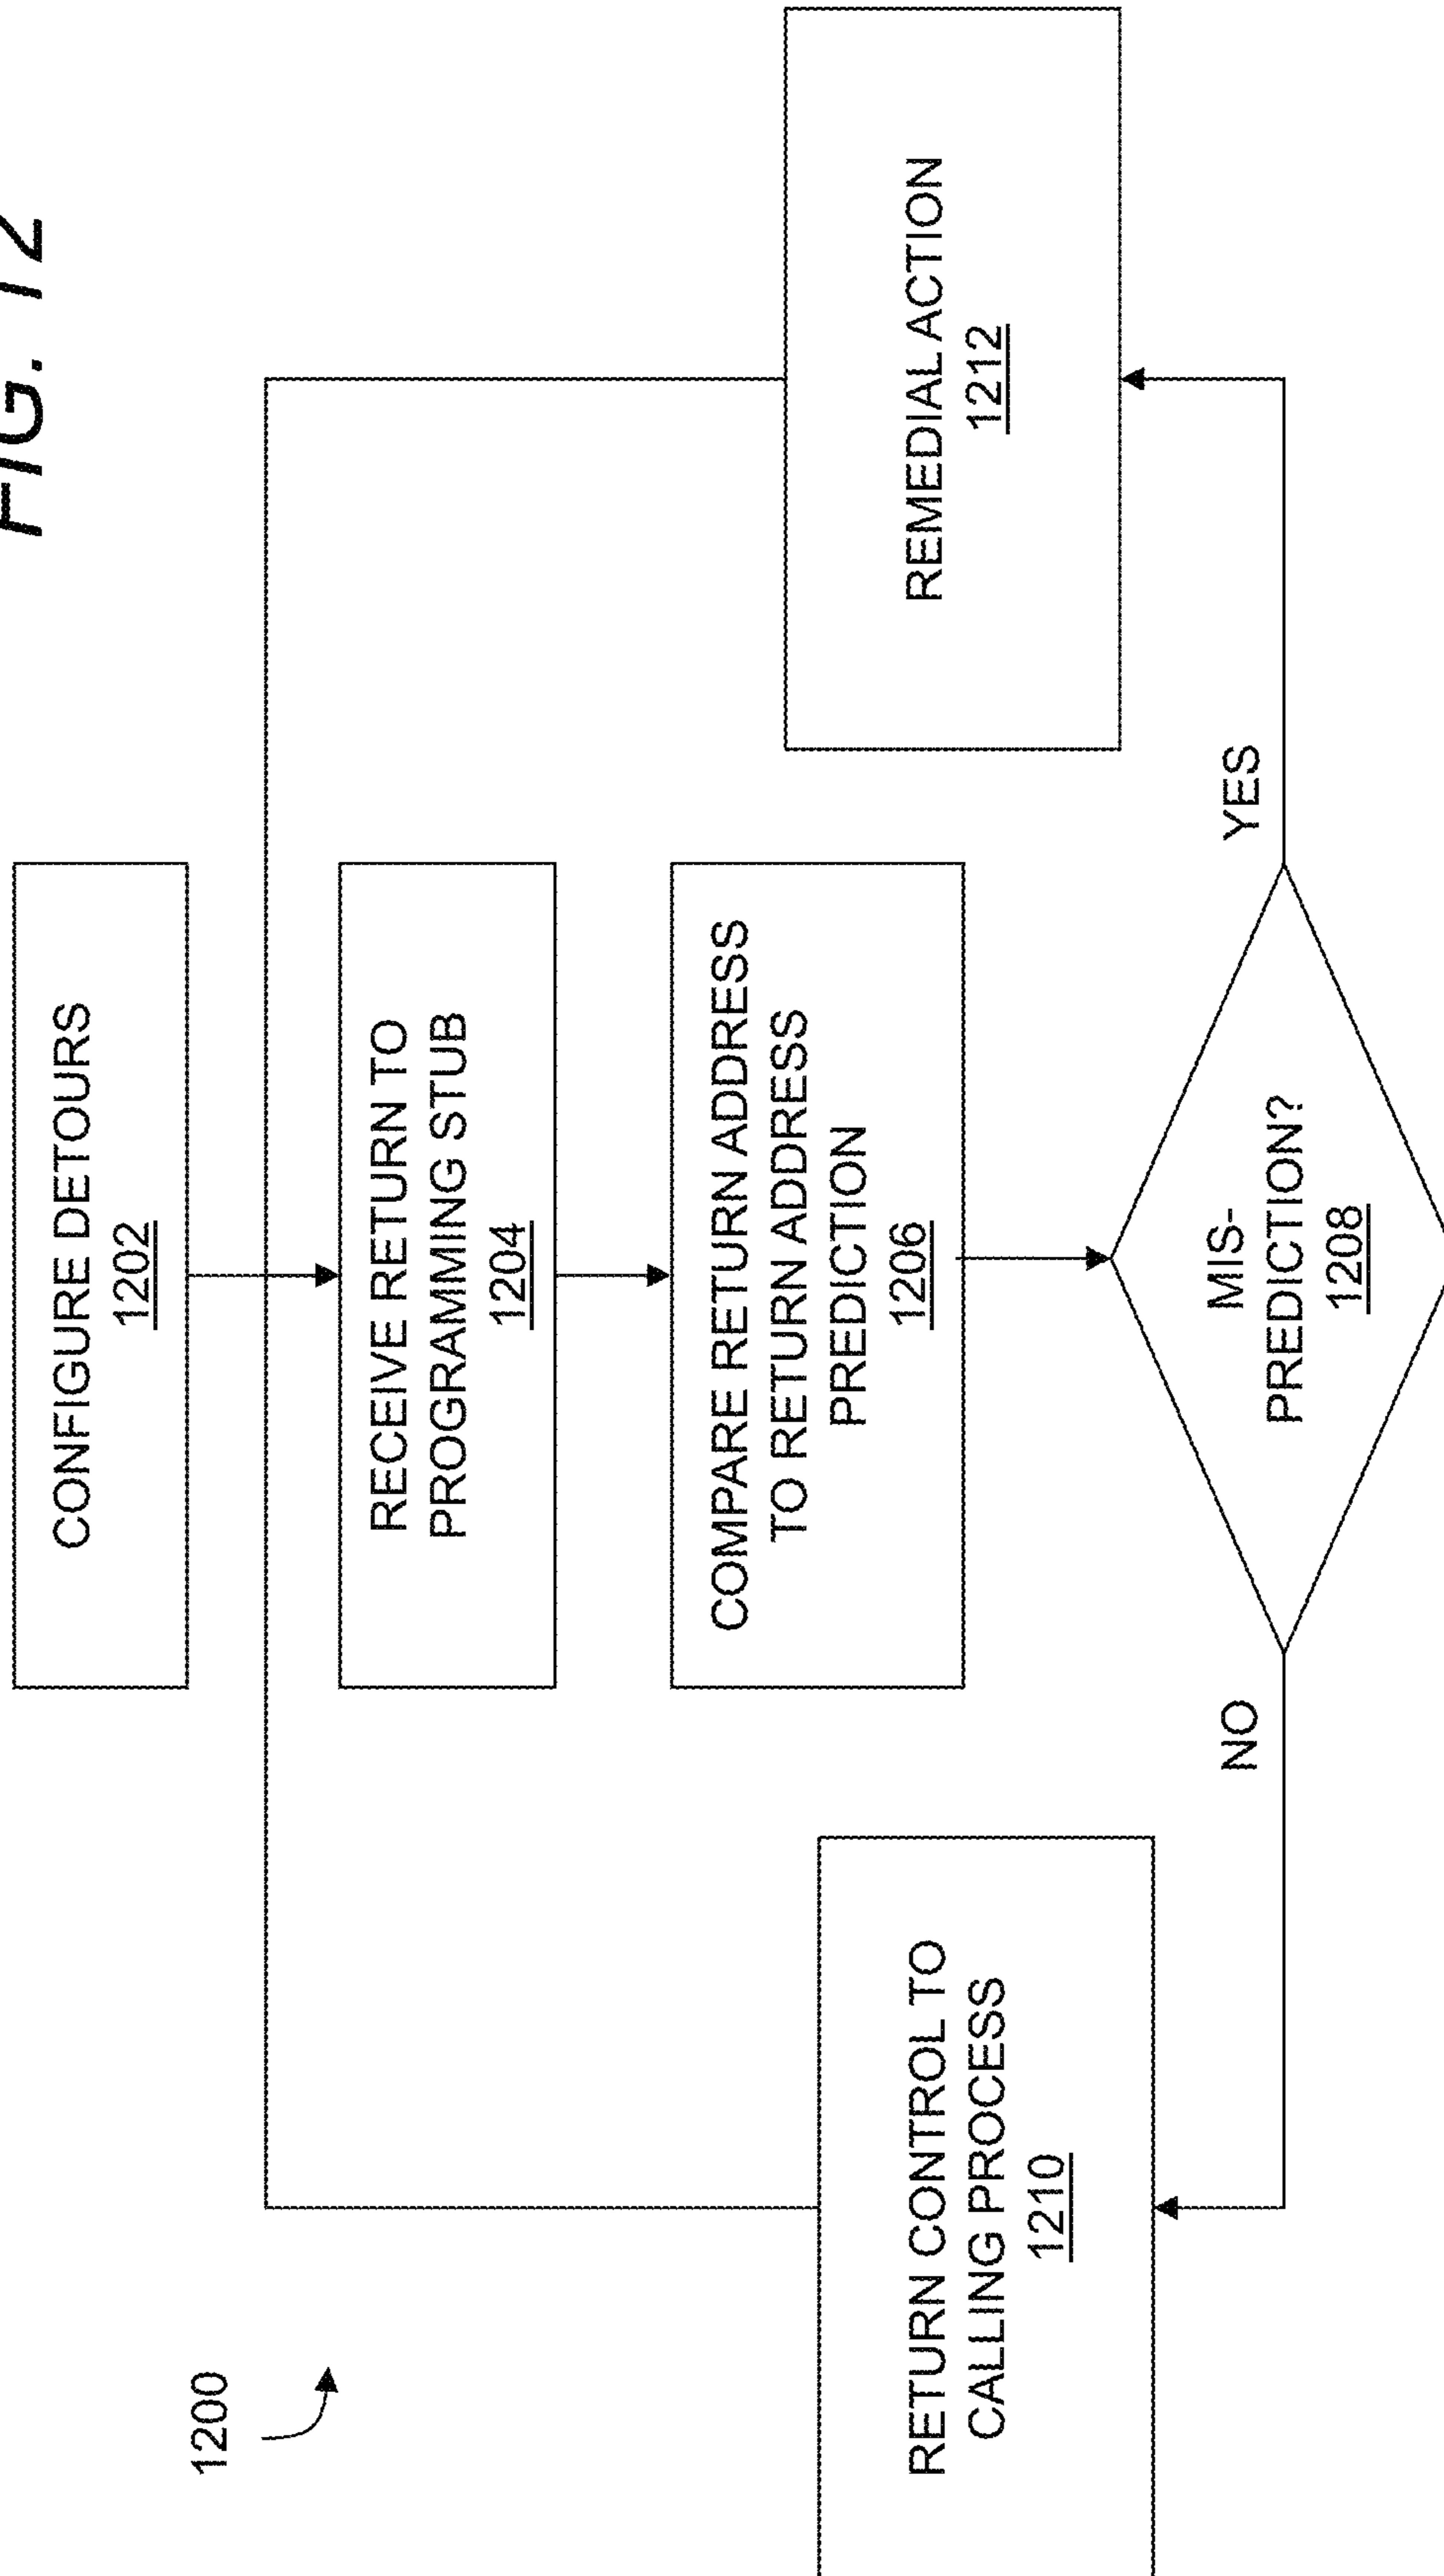 FIG. 12
1200
CONFIGURE DETOURS
1202
RECEIVE RETURN TO
PROGRAMMING STUB
1204
COMPARE RETURN ADDRESS
TO RETURN ADDRESS
PREDICTION
1206
MIS-
PREDICTION?
1208
NO
YES
RETURN CONTROL TO
CALLING PROCESS
1210
REMEDIAL ACTION
1212